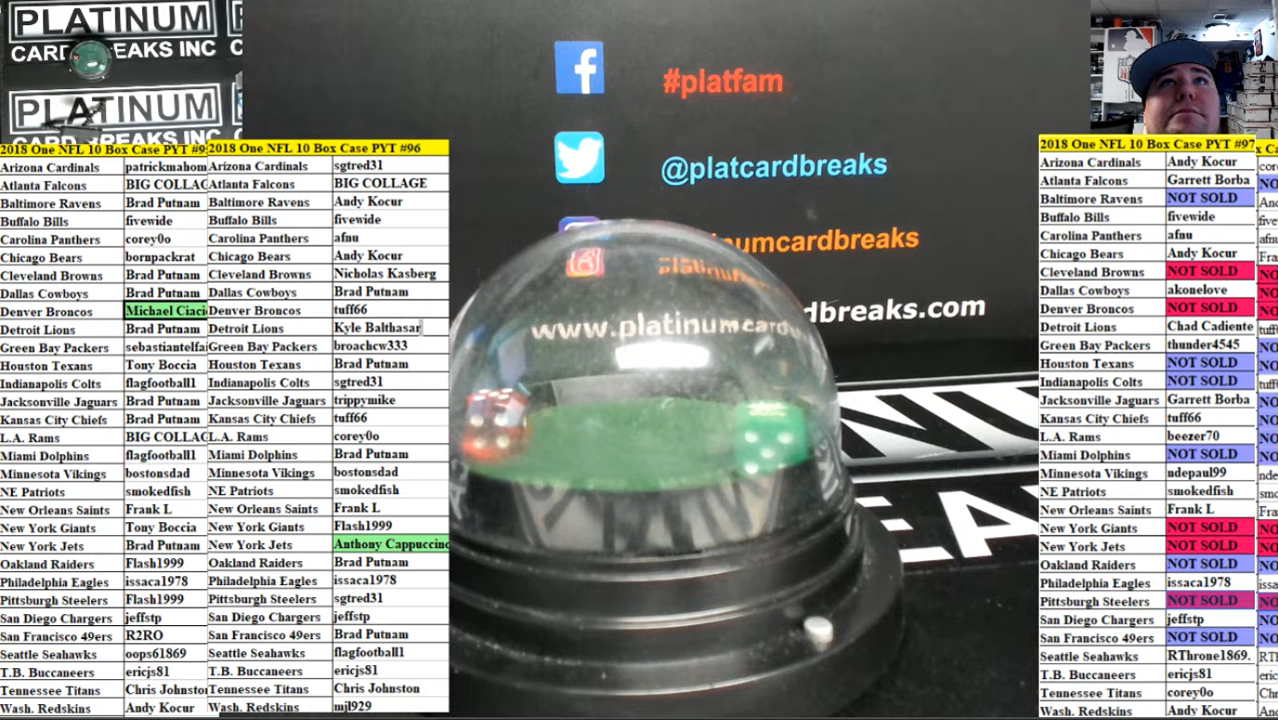 PLATINUM
CARD BREAKS INC
PLATINUM
CARD BREAKS INC
#platfam
@platcardbreaks
numcardbreaks
dbreaks.com
www.platinumcard
2018 One NFL 10 Box Case PYT #9
Arizona Cardinals patrickmahom
Atlanta Falcons BIG COLLAG
Baltimore Ravens Brad Putnam
Buffalo Bills fivewide
Carolina Panthers corey0o
Chicago Bears bornpackrat
Cleveland Browns Brad Putnam
Dallas Cowboys Brad Putnam
Denver Broncos Michael Ciaci
Detroit Lions Brad Putnam
Green Bay Packers sebastiantelfai
Houston Texans Tony Boccia
Indianapolis Colts flagfootball1
Jacksonville Jaguars Brad Putnam
Kansas City Chiefs Brad Putnam
L.A. Rams BIG COLLAG
Miami Dolphins flagfootball1
Minnesota Vikings bostonsdad
NE Patriots smokedfish
New Orleans Saints Frank L
New York Giants Tony Boccia
New York Jets Brad Putnam
Oakland Raiders Flash1999
Philadelphia Eagles issaca1978
Pittsburgh Steelers Flash1999
San Diego Chargers jeffstp
San Francisco 49ers R2RO
Seattle Seahawks oops61869
T.B. Buccaneers ericjs81
Tennessee Titans Chris Johnsto
Wash. Redskins Andy Kocur
2018 One NFL 10 Box Case PYT #96
Arizona Cardinals sgtred31
Atlanta Falcons BIG COLLAGE
Baltimore Ravens Andy Kocur
Buffalo Bills fivewide
Carolina Panthers afnu
Chicago Bears Andy Kocur
Cleveland Browns Nicholas Kasberg
Dallas Cowboys Brad Putnam
Denver Broncos tuff66
Detroit Lions Kyle Balthasar
Green Bay Packers broachcw333
Houston Texans Brad Putnam
Indianapolis Colts sgtred31
Jacksonville Jaguars trippymike
Kansas City Chiefs tuff66
L.A. Rams corey0o
Miami Dolphins Brad Putnam
Minnesota Vikings bostonsdad
NE Patriots smokedfish
New Orleans Saints Frank L
New York Giants Flash1999
New York Jets Anthony Cappuccino
Oakland Raiders Brad Putnam
Philadelphia Eagles issaca1978
Pittsburgh Steelers sgtred31
San Diego Chargers jeffstp
San Francisco 49ers Brad Putnam
Seattle Seahawks flagfootball1
T.B. Buccaneers ericjs81
Tennessee Titans Chris Johnston
Wash. Redskins mjl929
2018 One NFL 10 Box Case PYT #97
Arizona Cardinals Andy Kocur
Atlanta Falcons Garrett Borba
Baltimore Ravens NOT SOLD
Buffalo Bills fivewide
Carolina Panthers afnu
Chicago Bears Andy Kocur
Cleveland Browns NOT SOLD
Dallas Cowboys akonelove
Denver Broncos NOT SOLD
Detroit Lions Chad Cadiente
Green Bay Packers thunder4545
Houston Texans NOT SOLD
Indianapolis Colts NOT SOLD
Jacksonville Jaguars Garrett Borba
Kansas City Chiefs tuff66
L.A. Rams beezer70
Miami Dolphins NOT SOLD
Minnesota Vikings ndepaul99
NE Patriots smokedfish
New Orleans Saints Frank L
New York Giants NOT SOLD
New York Jets NOT SOLD
Oakland Raiders NOT SOLD
Philadelphia Eagles issaca1978
Pittsburgh Steelers NOT SOLD
San Diego Chargers jeffstp
San Francisco 49ers NOT SOLD
Seattle Seahawks RThrone1869.
T.B. Buccaneers ericjs81
Tennessee Titans corey0o
Wash. Redskins Andy Kocur